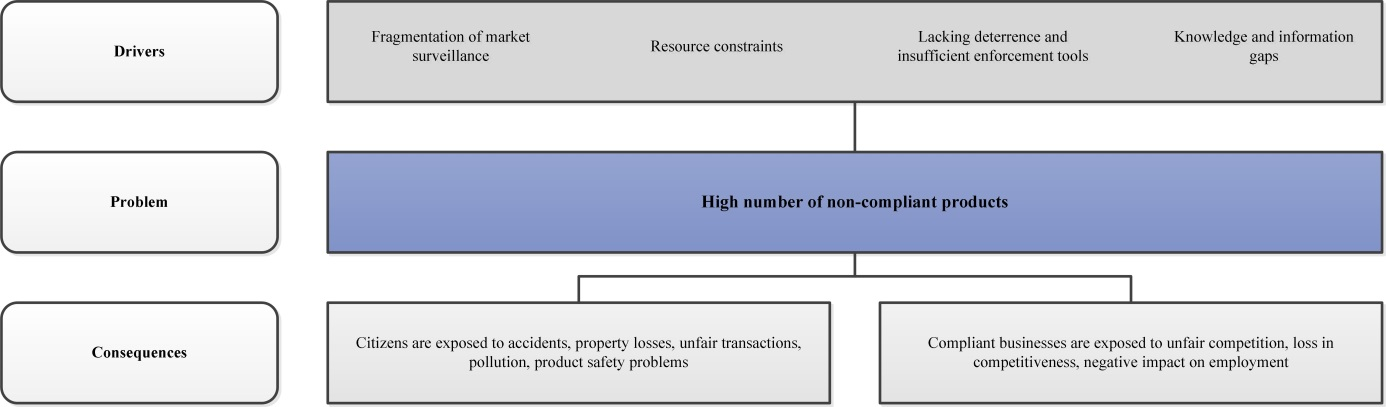 Drivers
Fragmentation of market
surveillance
Resource constraints
Lacking deterrence and
insufficient enforcement tools
Knowledge and information
gaps
Problem
High number of non-compliant products
Consequences
Citizens are exposed to accidents, property losses, unfair transactions,
pollution, product safety problems
Compliant businesses are exposed to unfair competition, loss in
competitiveness, negative impact on employment